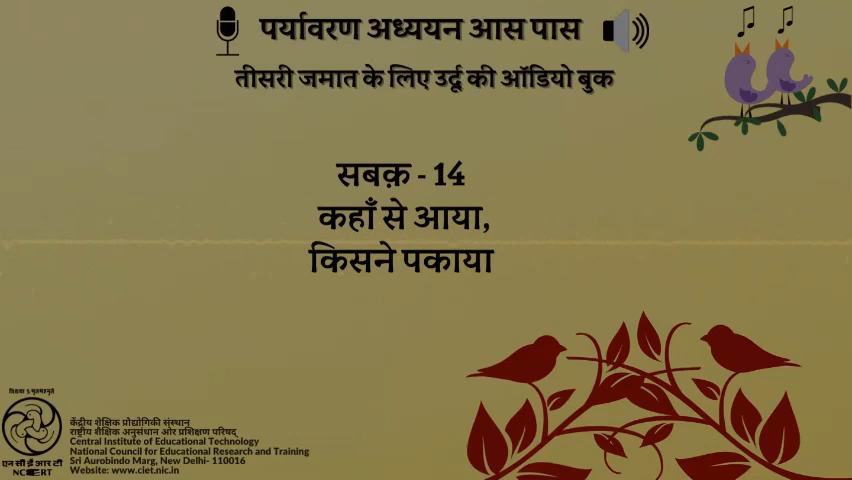 पर्यावरण अध्ययन आस पास
तीसरी जमात के लिए उर्दू की ऑडियो बुक
सबक़ - 14
कहाँ से आया,
किसने पकाया
केंद्रीय शैक्षिक प्रौद्योगिकी संस्थान
राष्ट्रीय शैक्षिक अनुसंधान और प्रशिक्षण परिषद्
Central Institute of Educational Technology
National Council for Educational Research and Training
Sri Aurobindo Marg, New Delhi- 110016
Website: www.ciet.nic.in
एन सी ई आर टी
NCERT